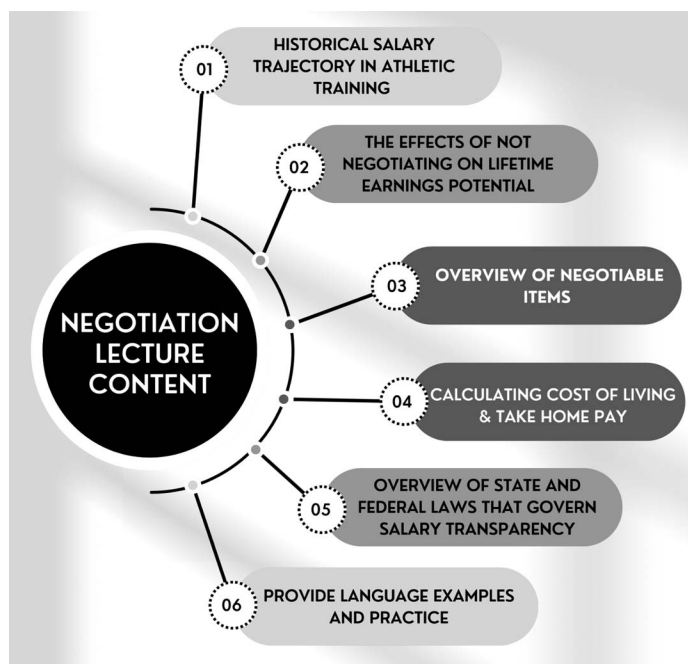 NEGOTIATION
LECTURE
CONTENT
01
HISTORICAL SALARY
TRAJECTORY IN ATHLETIC
TRAINING
02
THE EFFECTS OF NOT
NEGOTIATING ON LIFETIME
EARNINGS POTENTIAL
03
OVERVIEW OF NEGOTIABLE
ITEMS
04
CALCULATING COST OF LIVING
& TAKE HOME PAY
05
OVERVIEW OF STATE AND
FEDERAL LAWS THAT GOVERN
SALARY TRANSPARENCY
06
PROVIDE LANGUAGE EXAMPLES
AND PRACTICE